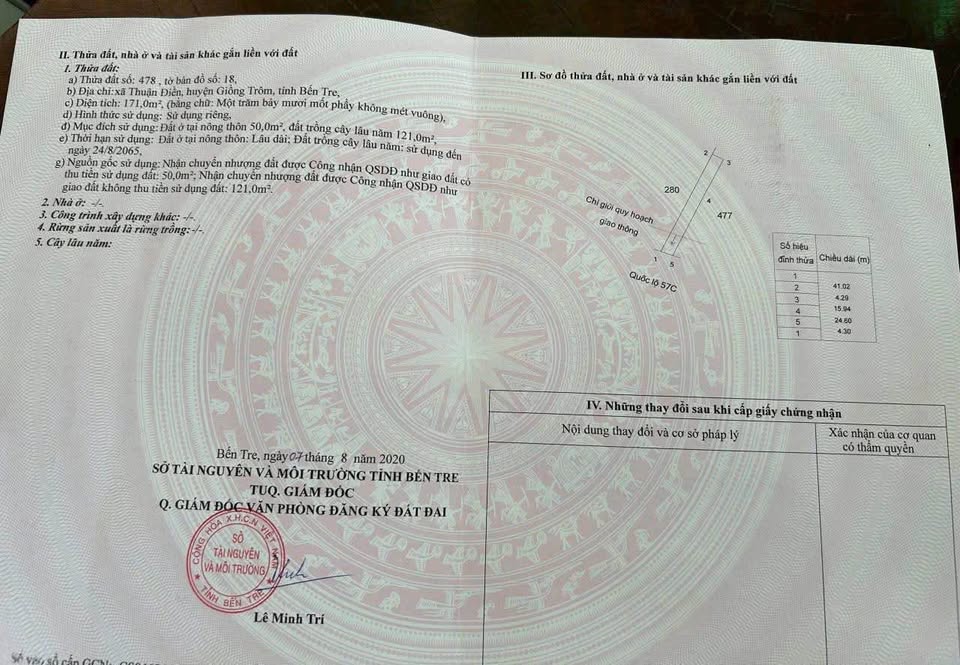 II. Thửa đất, nhà ở và tài sản khác gắn liền với đất
1. Thửa đất:
a) Thửa đất số: 478 , tờ bản đồ số: 18,
b) Địa chỉ:xã Thuận Điền, huyện Giồng Trôm, tỉnh Bến Tre,
c) Diện tích: 171,0m², (bằng chữ: Một trăm bảy mươi mốt phẩy không mét vuông),
d) Hình thức sử dụng: Sử dụng riêng,
đ) Mục đích sử dụng:Đất ở tại nông thôn 50,0m², đất trồng cây lâu năm 121,0m²,
e) Thời hạn sử dụng: Đất ở tại nông thôn: Lâu dài; Đất trồng cây lâu năm: sử dụng đến
ngày 24/8/2065,
g) Nguồn gốc sử dụng: Nhận chuyển nhượng đất được Công nhận QSDĐ như giao đất có
thu tiền sử dụng đất: 50,0m²; Nhận chuyển nhượng đất được Công nhận QSDĐ như
giao đất không thu tiền sử dụng đất: 121,0m².
2. Nhà ở: -/-.
3. Công trình xây dựng khác: -/-.
4. Rừng sản xuất là rừng trồng:-/-.
5. Cây lâu năm:
Bến Tre, ngày 07 tháng 8 năm 2020
SỞ TÀI NGUYÊN VÀ MÔI TRƯỜNG TỈNH BẾN TRE
TUQ. GIÁM ĐỐC
Q. GIÁM ĐỐC VĂN PHÒNG ĐĂNG KÝ ĐẤT ĐAI
CỘNG HÒA X.H.C.N VIỆT NAM
SỞ
TÀI NGUYÊN
VÀ MÔI TRƯỜNG
TỈNH BẾN TRE
Lê Minh Trí
Số vào sổ cấp GCN:
III. Sơ đồ thửa đất, nhà ở và tài sản khác gắn liền với đất
2
3
280
4
477
Chỉ giới quy hoạch
giao thông
1
5
Quốc lộ 57C
Số hiệu
đỉnh thửa
Chiều dài (m)
1
41.02
2
4.29
3
15.94
4
24.60
5
4.30
1
IV. Những thay đổi sau khi cấp giấy chứng nhận
Nội dung thay đổi và cơ sở pháp lý
Xác nhận của cơ quan
có thẩm quyền